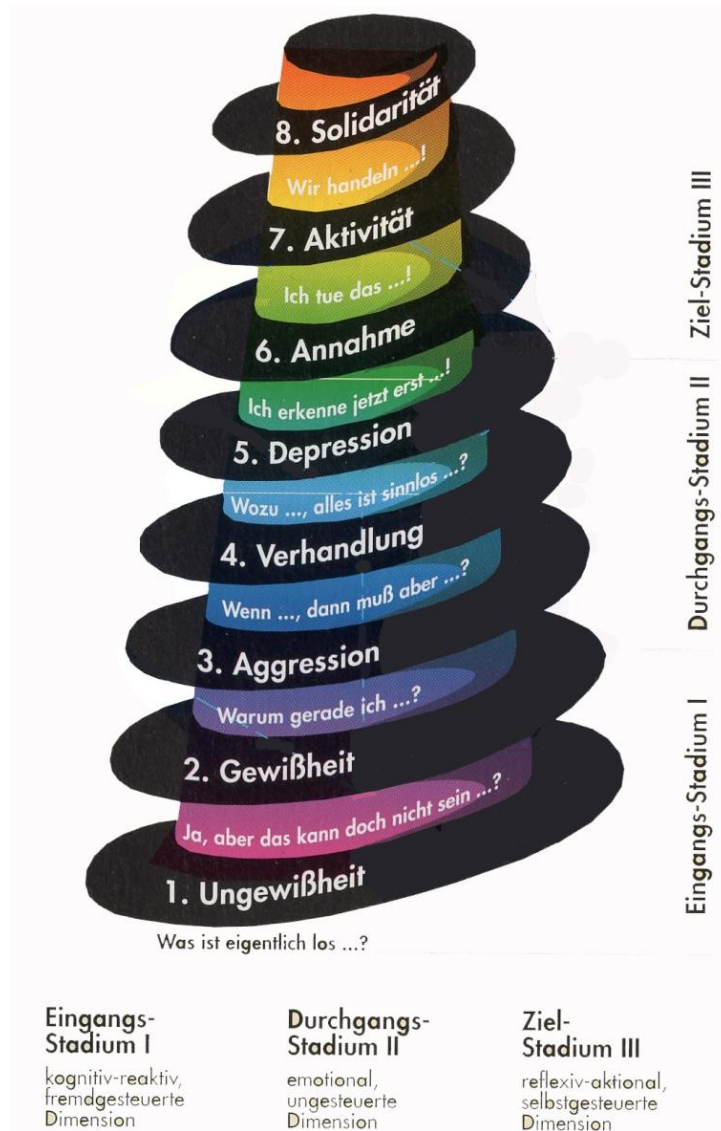 8. Solidarität
Wir handeln ...!
7. Aktivität
Ich tue das ...!
6. Annahme
Ich erkenne jetzt erst ...!
5. Depression
Wozu ..., alles ist sinnlos ...?
4. Verhandlung
Wenn ..., dann muß aber ...?
3. Aggression
Warum gerade ich ...?
2. Gewißheit
Ja, aber das kann doch nicht sein ...?
1. Ungewißheit
Was ist eigentlich los ...?
Ziel-Stadium III
Durchgangs-Stadium II
Eingangs-Stadium I
Eingangs-
Stadium I
kognitiv-reaktiv,
fremdgesteuerte
Dimension
Durchgangs-
Stadium II
emotional,
ungesteuerte
Dimension
Ziel-
Stadium III
reflexiv-aktional,
selbstgesteuerte
Dimension